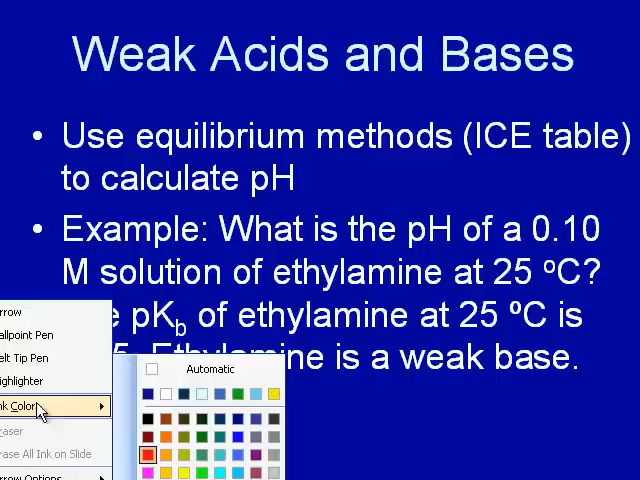 Weak Acids and Bases
• Use equilibrium methods (ICE table)
to calculate pH
• Example: What is the pH of a 0.10
M solution of ethylamine at 25 ºC?
e pKb of ethylamine at 25 ºC is
5. Ethylamine is a weak base.
rrow
allpoint Pen
elt Tip Pen
ighlighter
nk Color
raser
rase All Ink on Slide
rrow Options
Automatic